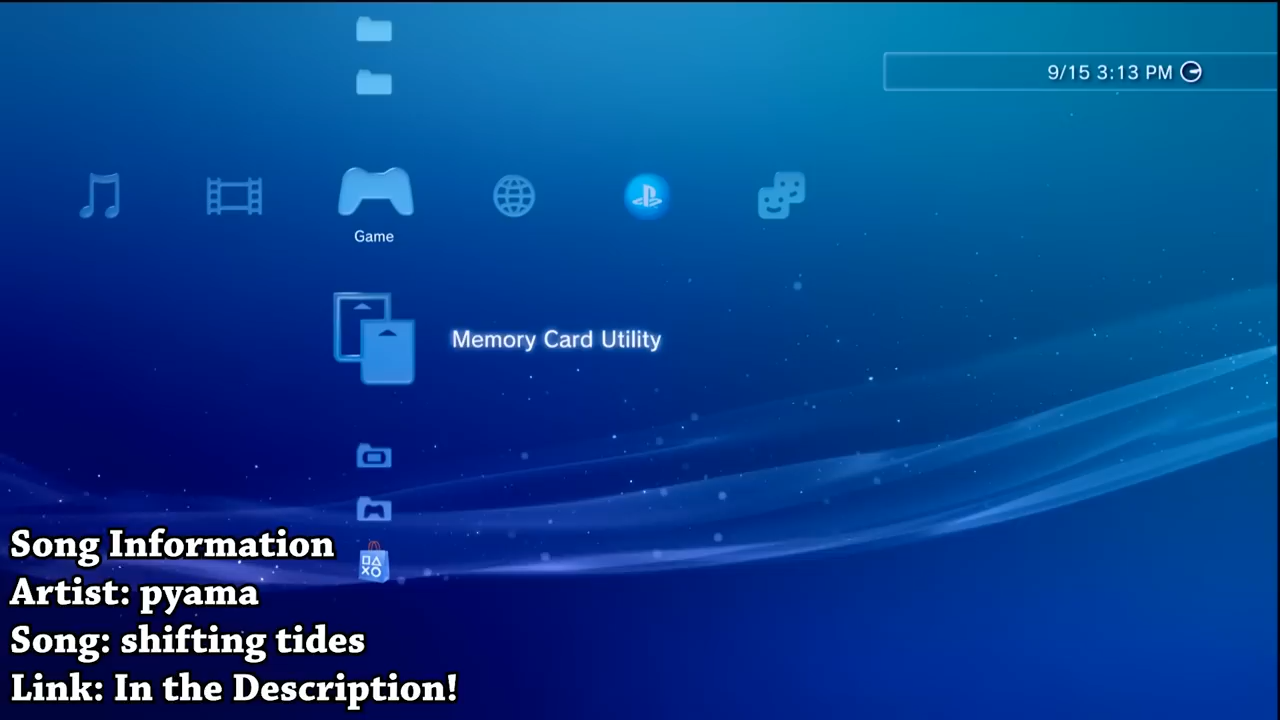 9/15 3:13 PM
Game
Memory Card Utility
Song Information
Artist: pyama
Song: shifting tides
Link: In the Description!